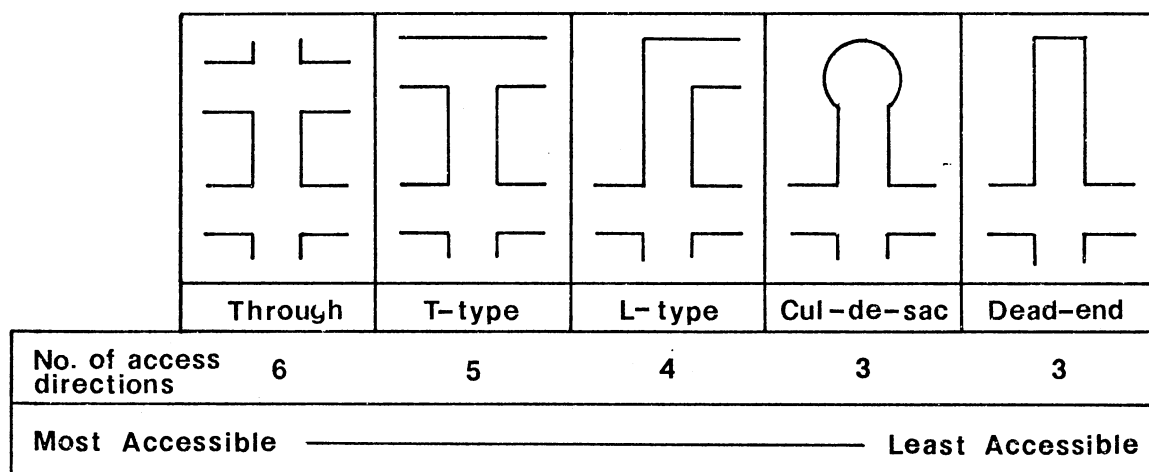 Through T-type L-type Cul-de-sac Dead-end
No. of access
directions 6 5 4 3 3
Most Accessible Least Accessible